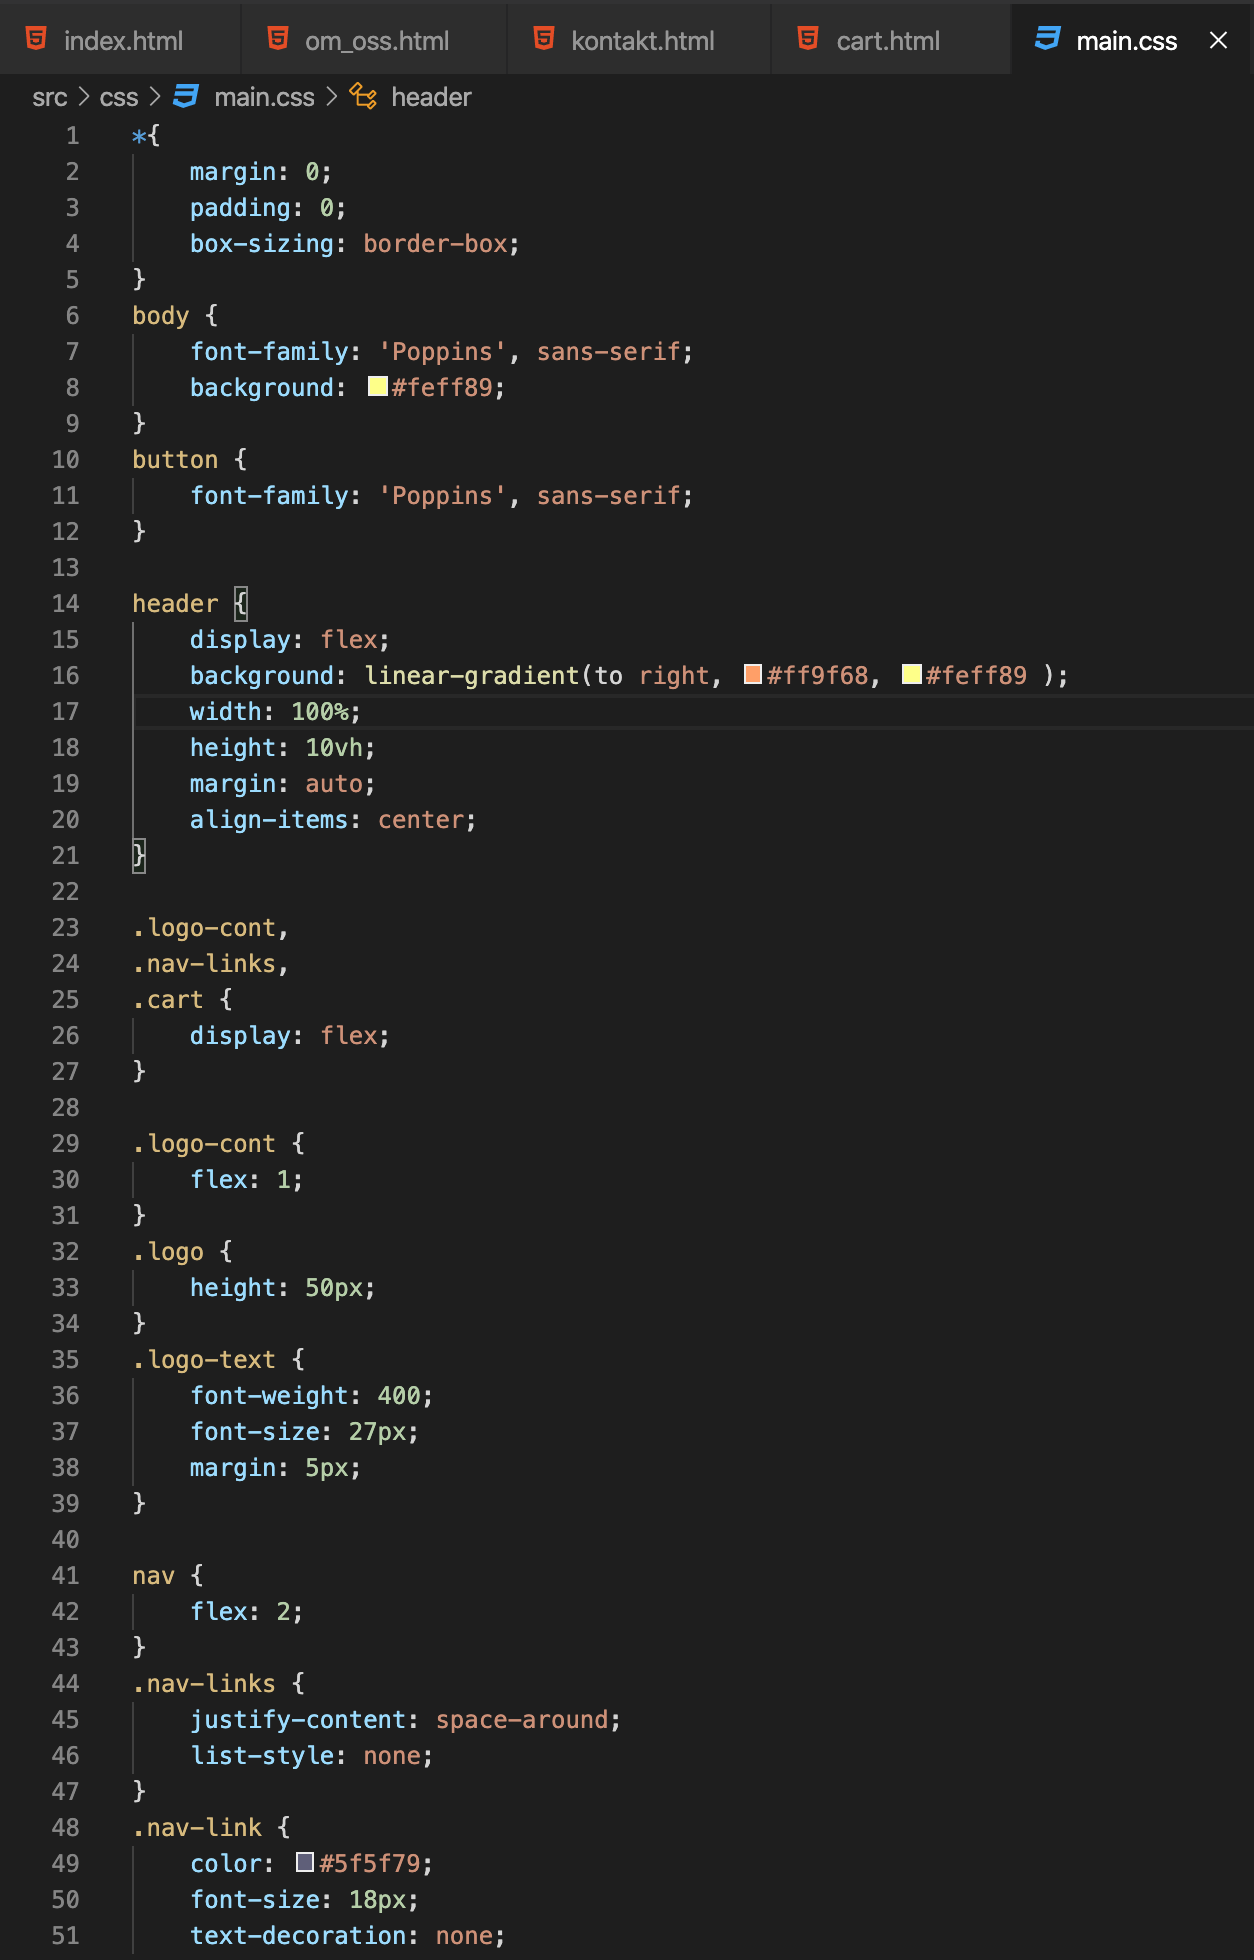 index.html om_oss.html kontakt.html cart.html main.css
src > css > main.css > header
1 *{
2     margin: 0;
3     padding: 0;
4     box-sizing: border-box;
5 }
6 body {
7     font-family: 'Poppins', sans-serif;
8     background: #feff89;
9 }
10 button {
11     font-family: 'Poppins', sans-serif;
12 }
13
14 header {
15     display: flex;
16     background: linear-gradient(to right, #ff9f68, #feff89 );
17     width: 100%;
18     height: 10vh;
19     margin: auto;
20     align-items: center;
21 }
22
23 .logo-cont,
24 .nav-links,
25 .cart {
26     display: flex;
27 }
28
29 .logo-cont {
30     flex: 1;
31 }
32 .logo {
33     height: 50px;
34 }
35 .logo-text {
36     font-weight: 400;
37     font-size: 27px;
38     margin: 5px;
39 }
40
41 nav {
42     flex: 2;
43 }
44 .nav-links {
45     justify-content: space-around;
46     list-style: none;
47 }
48 .nav-link {
49     color: #5f5f79;
50     font-size: 18px;
51     text-decoration: none;